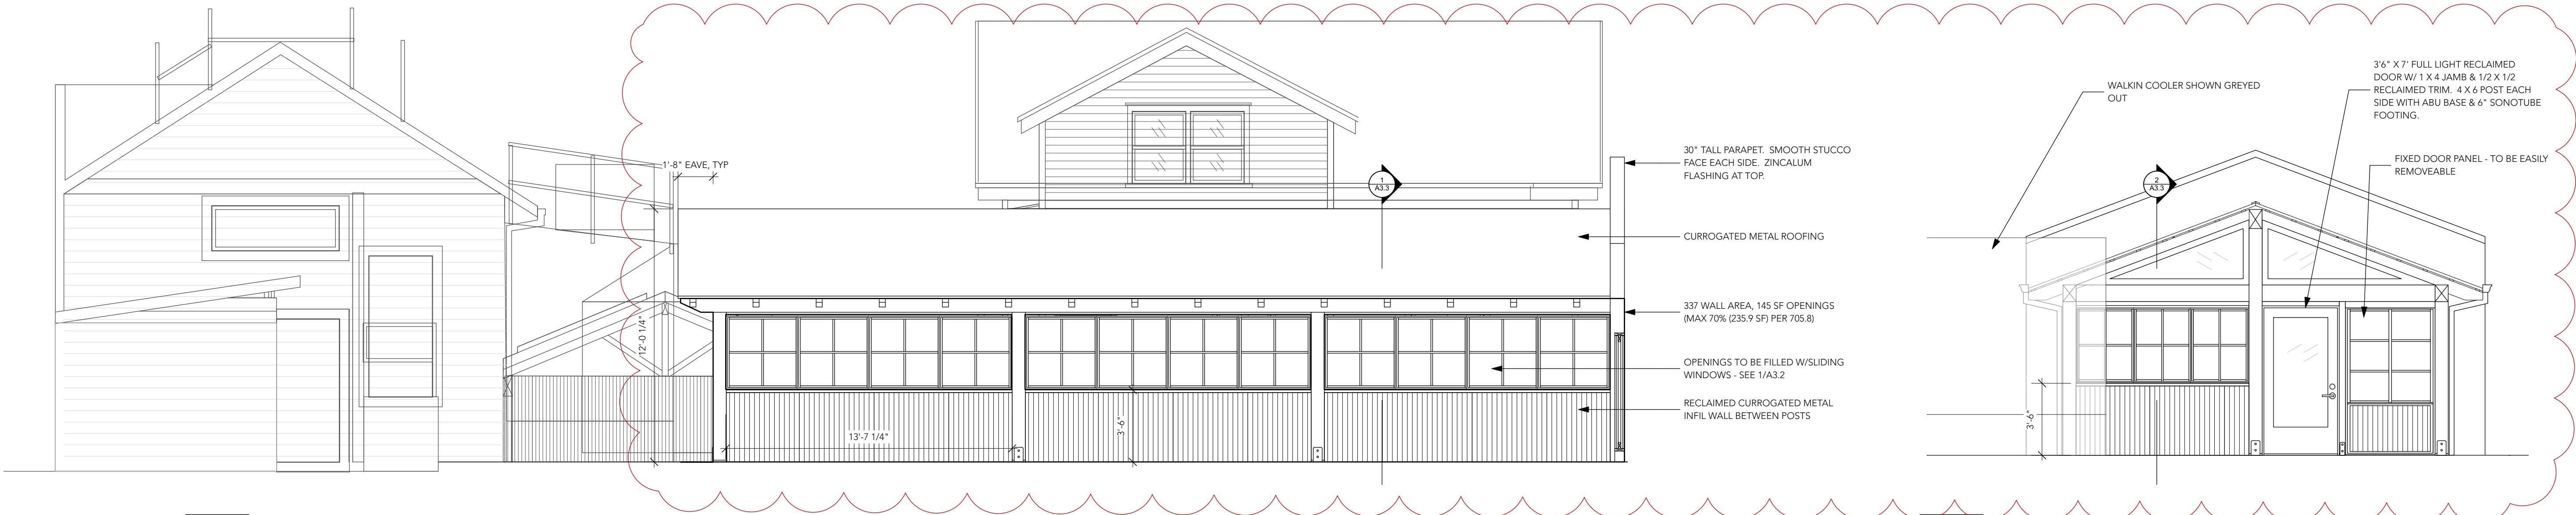 1'-8" EAVE, TYP
12'-0 1/4"
13'-7 1/4"
3'-6"
1
A3.3
30" TALL PARAPET. SMOOTH STUCCO
FACE EACH SIDE. ZINCALUM
FLASHING AT TOP.
CURROGATED METAL ROOFING
337 WALL AREA, 145 SF OPENINGS
(MAX 70% (235.9 SF) PER 705.8)
OPENINGS TO BE FILLED W/SLIDING
WINDOWS - SEE 1/A3.2
RECLAIMED CURROGATED METAL
INFIL WALL BETWEEN POSTS
WALKIN COOLER SHOWN GREYED
OUT
2
A3.3
3'6" X 7' FULL LIGHT RECLAIMED
DOOR W/ 1 X 4 JAMB & 1/2 X 1/2
RECLAIMED TRIM. 4 X 6 POST EACH
SIDE WITH ABU BASE & 6" SONOTUBE
FOOTING.
FIXED DOOR PANEL - TO BE EASILY
REMOVEABLE
3'-6"